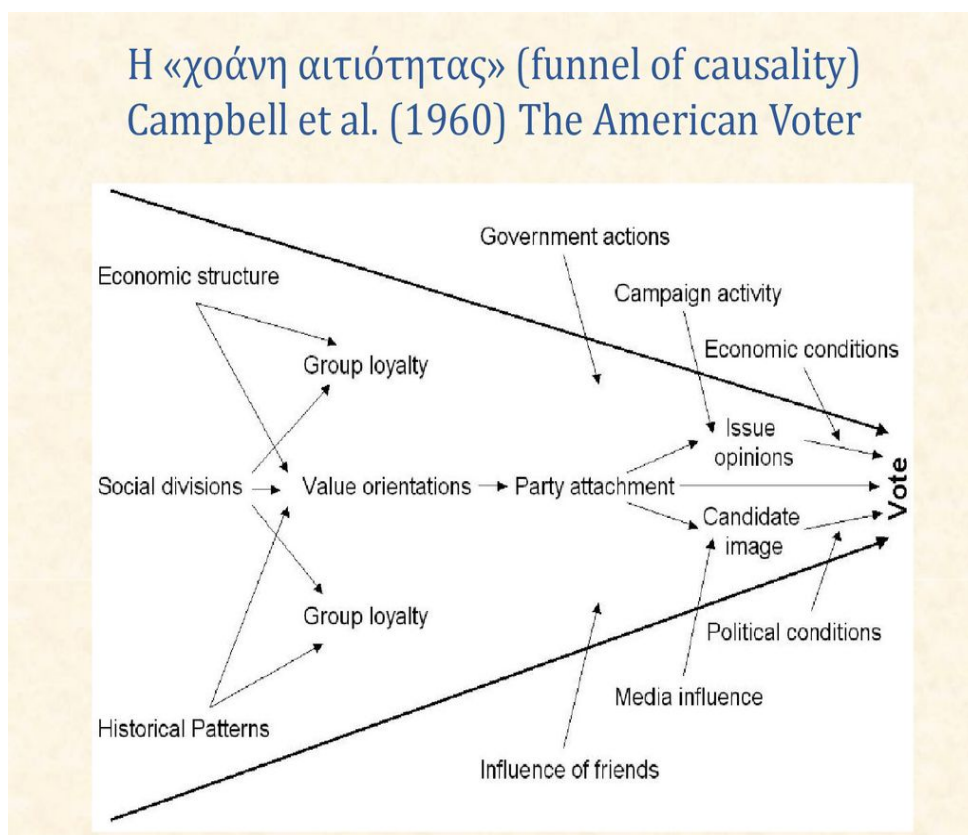 Η «χοάνη αιτιότητας» (funnel of causality)
Campbell et al. (1960) The American Voter
Government actions
Economic structure
Campaign activity
Economic conditions
Group loyalty
Issue
opinions
Social divisions
Value orientations
Party attachment
Vote
Candidate
image
Group loyalty
Political conditions
Media influence
Historical Patterns
Influence of friends